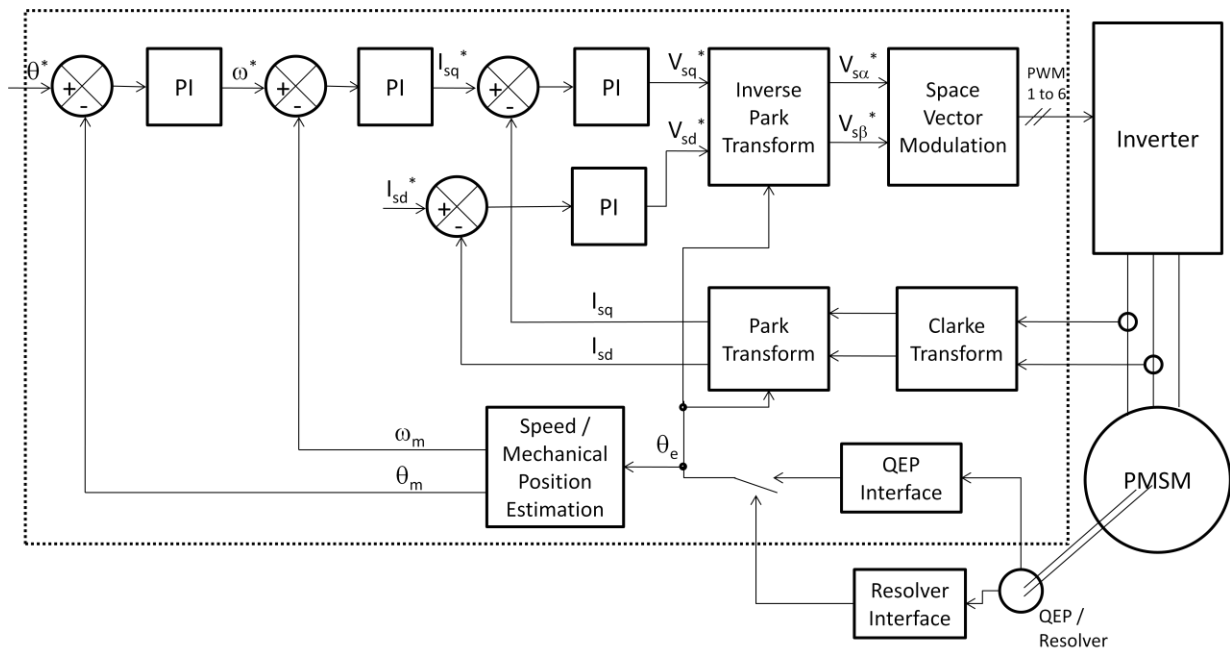 θ*
+
-
PI
ω*
+
-
PI
Isq*
+
-
PI
Vsq*
Vsd*
Inverse
Park
Transform
Vsα*
Vsβ*
Space
Vector
Modulation
PWM
1 to 6
Inverter
Isd*
+
-
PI
Isq
Isd
Park
Transform
Clarke
Transform
ωm
θm
Speed /
Mechanical
Position
Estimation
θe
QEP
Interface
PMSM
Resolver
Interface
QEP /
Resolver